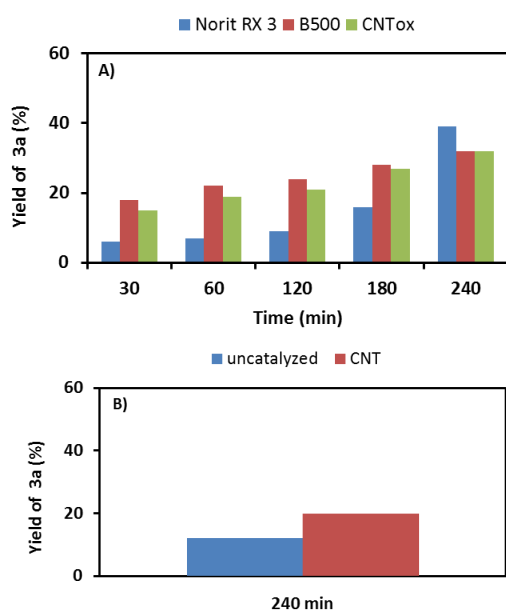 Norit RX 3 B500 CNTox
A)
60
40
20
0
Yield of 3a (%)
30 60 120 180 240
Time (min)
uncatalyzed CNT
B)
60
40
20
0
Yield of 3a (%)
240 min